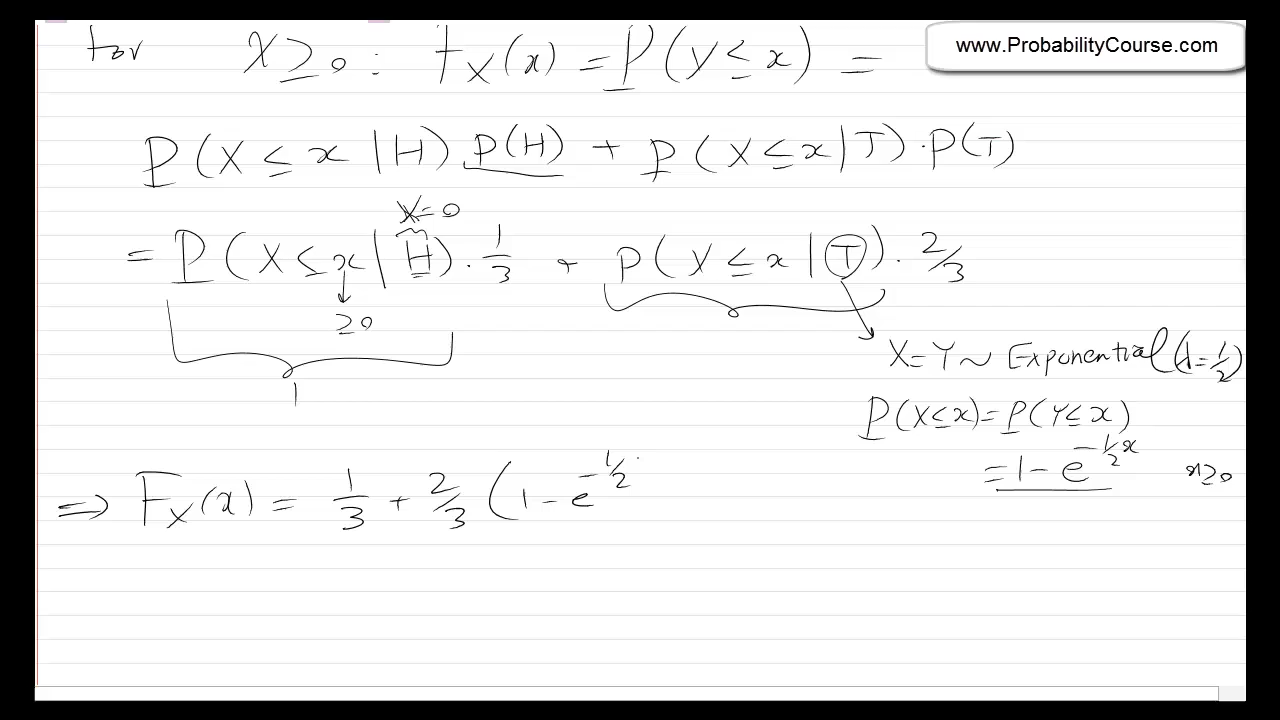 www.ProbabilityCourse.com
for X ≥ 0 : F_X(x) = P(X ≤ x) =
P(X ≤ x | H) P(H) + P(X ≤ x | T) · P(T)
X = 0
= P(X ≤ x | H) · 1/3 + P(X ≤ x | T) · 2/3
≥ 0
X = Y ~ Exponential (λ = 1/2)
1
P(X ≤ x) = P(Y ≤ x)
= 1 - e^{-1/2 x} x ≥ 0
⇒ F_X(x) = 1/3 + 2/3 (1 - e^{-1/2